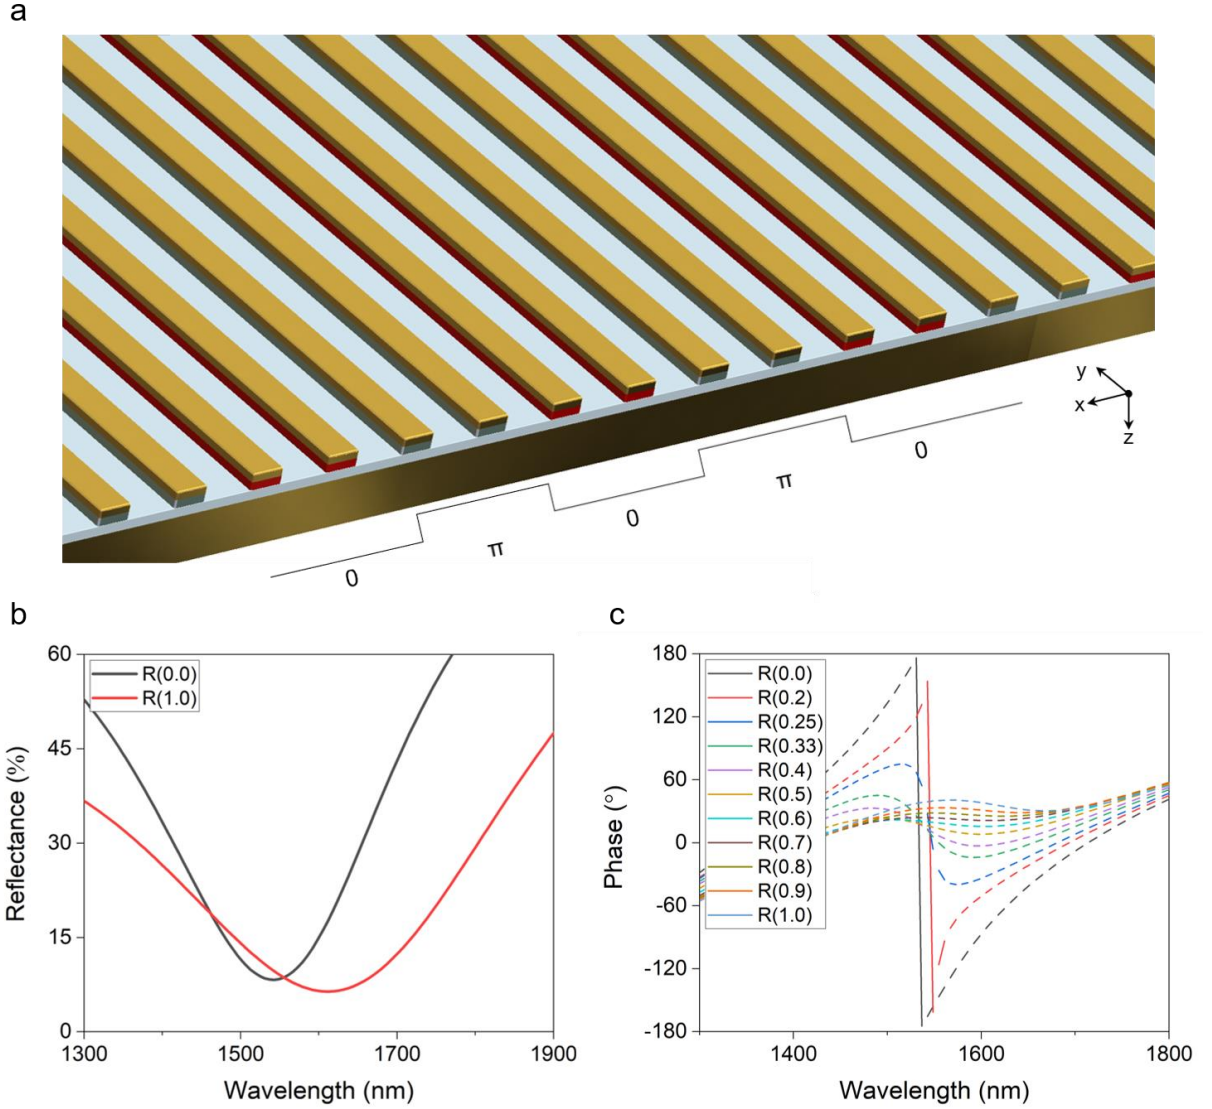 a
y
x
z
0
π
0
π
0
b
c
60
45
30
15
0
R(0.0)
R(1.0)
Reflectance (%)
1300
1500
1700
1900
Wavelength (nm)
180
120
60
0
-60
-120
-180
R(0.0)
R(0.2)
R(0.25)
R(0.33)
R(0.4)
R(0.5)
R(0.6)
R(0.7)
R(0.8)
R(0.9)
R(1.0)
Phase (°)
1400
1600
1800
Wavelength (nm)